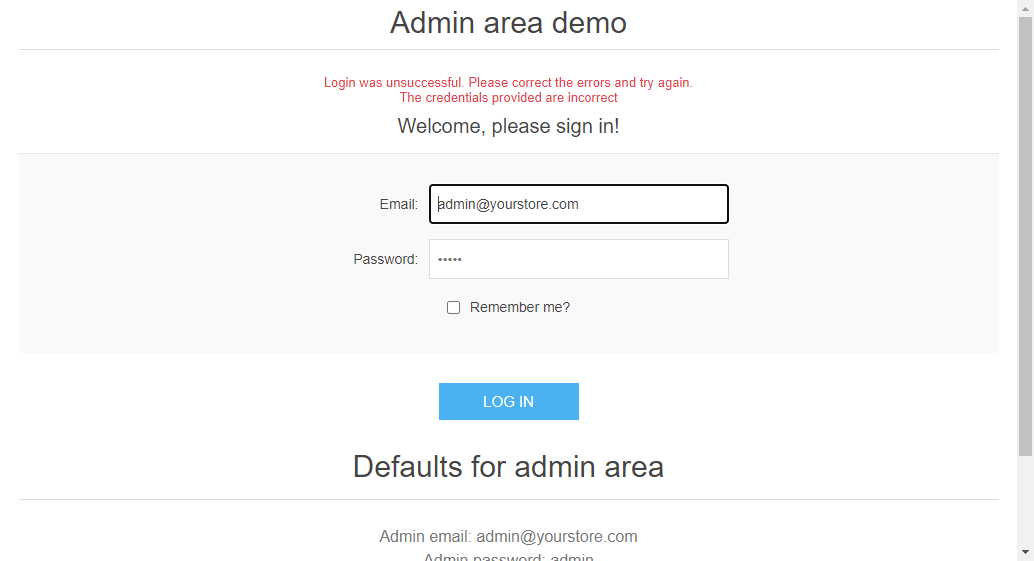 Admin area demo
Login was unsuccessful. Please correct the errors and try again.
The credentials provided are incorrect
Welcome, please sign in!
Email: admin@yourstore.com
Password: •••••
Remember me?
LOG IN
Defaults for admin area
Admin email: admin@yourstore.com
Admin password: admin